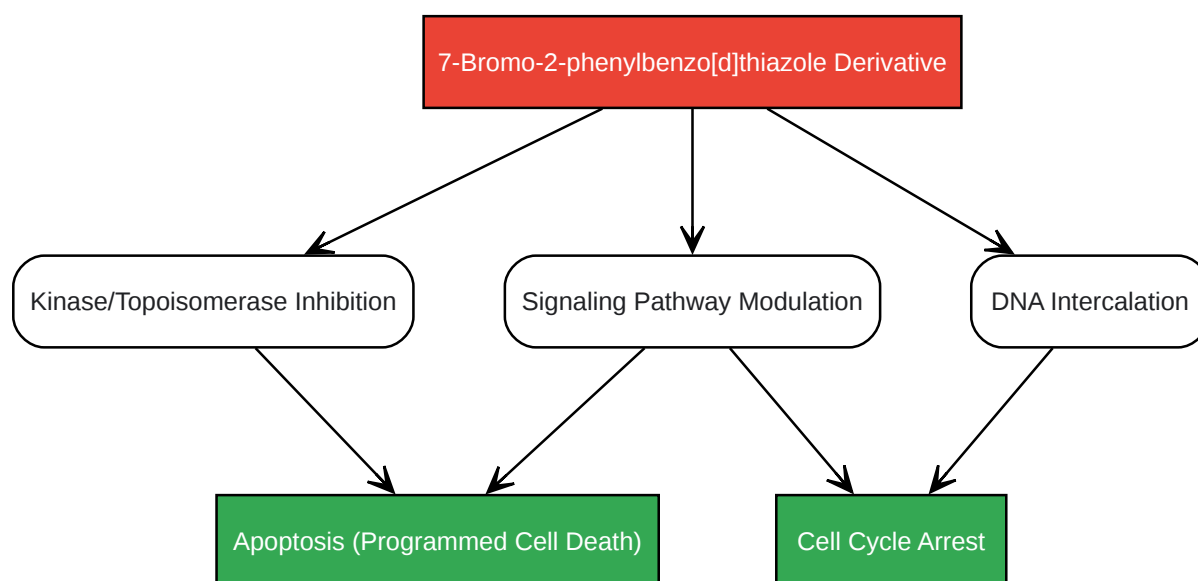 7-Bromo-2-phenylbenzo[d]thiazole Derivative
Kinase/Topoisomerase Inhibition
Signaling Pathway Modulation
DNA Intercalation
Apoptosis (Programmed Cell Death)
Cell Cycle Arrest